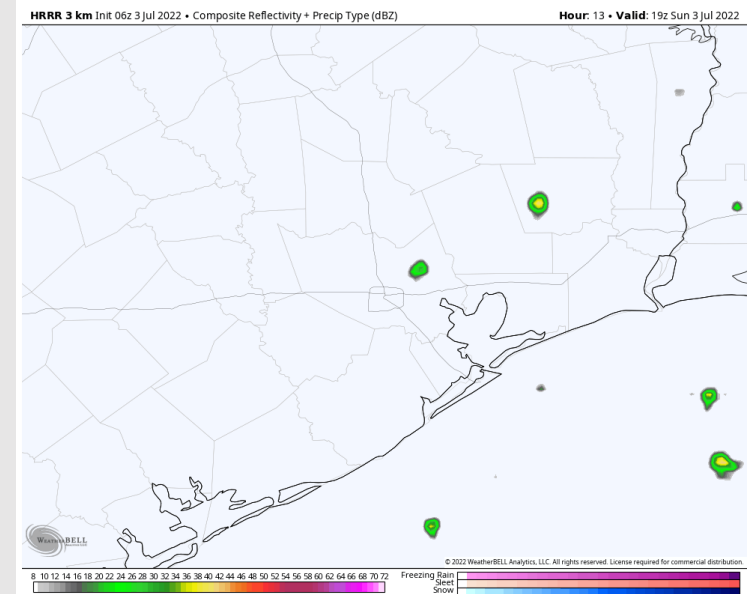 HRRR 3 km Init 06z 3 Jul 2022 • Composite Reflectivity + Precip Type (dBZ) Hour: 13 • Valid: 19z Sun 3 Jul 2022
WEATHERBELL
© 2022 WeatherBELL Analytics, LLC. All rights reserved. License required for commercial distribution.
8 10 12 14 16 18 20 22 24 26 28 30 32 34 36 38 40 42 44 46 48 50 52 54 56 58 60 62 64 66 68 70 72
Freezing Rain
Sleet
Snow